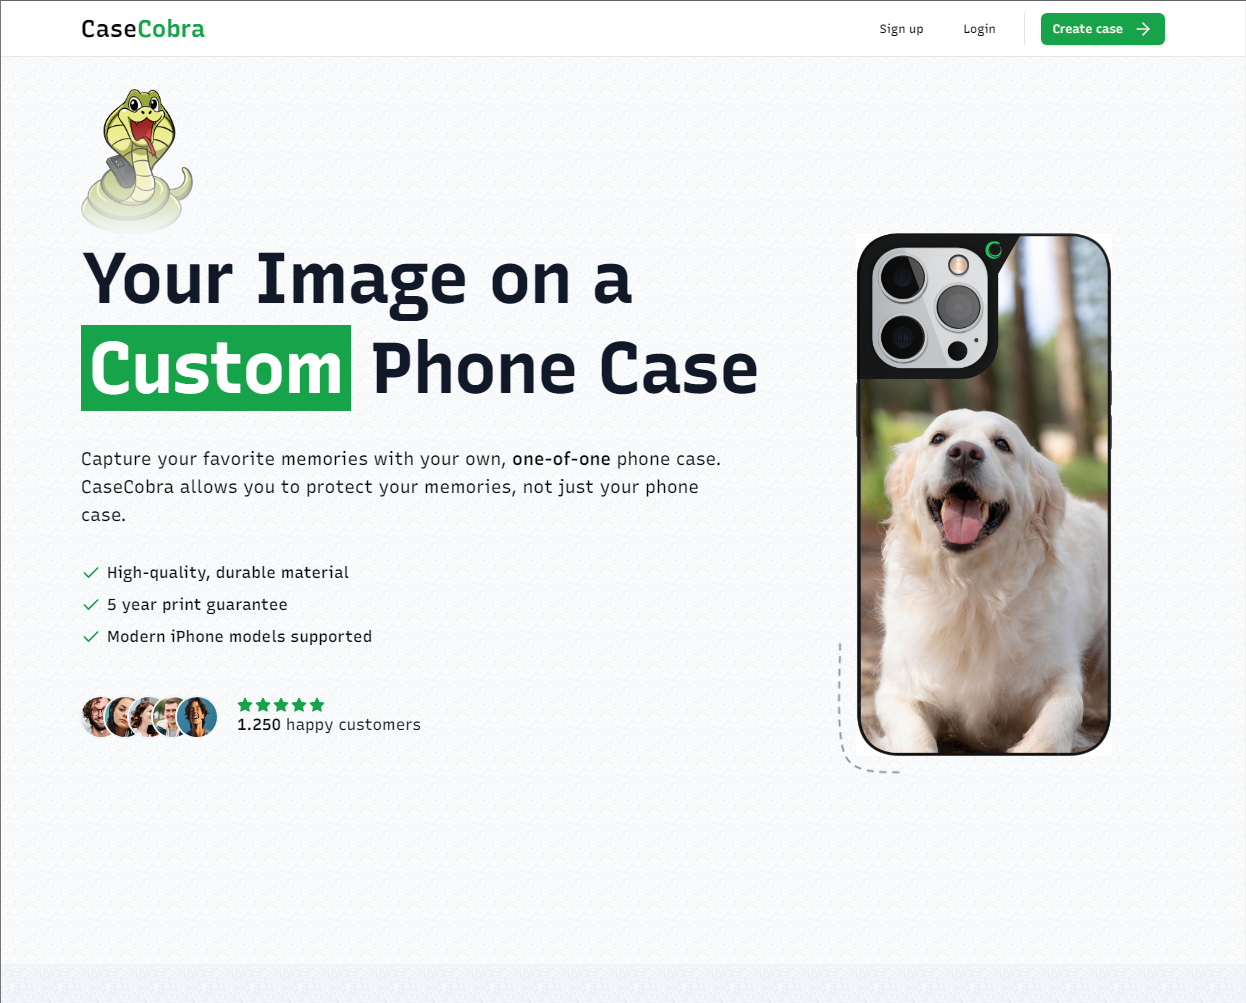 CaseCobra
Sign up
Login
Create case
Your Image on a
Custom Phone Case
Capture your favorite memories with your own, one-of-one phone case.
CaseCobra allows you to protect your memories, not just your phone
case.
High-quality, durable material
5 year print guarantee
Modern iPhone models supported
1.250 happy customers